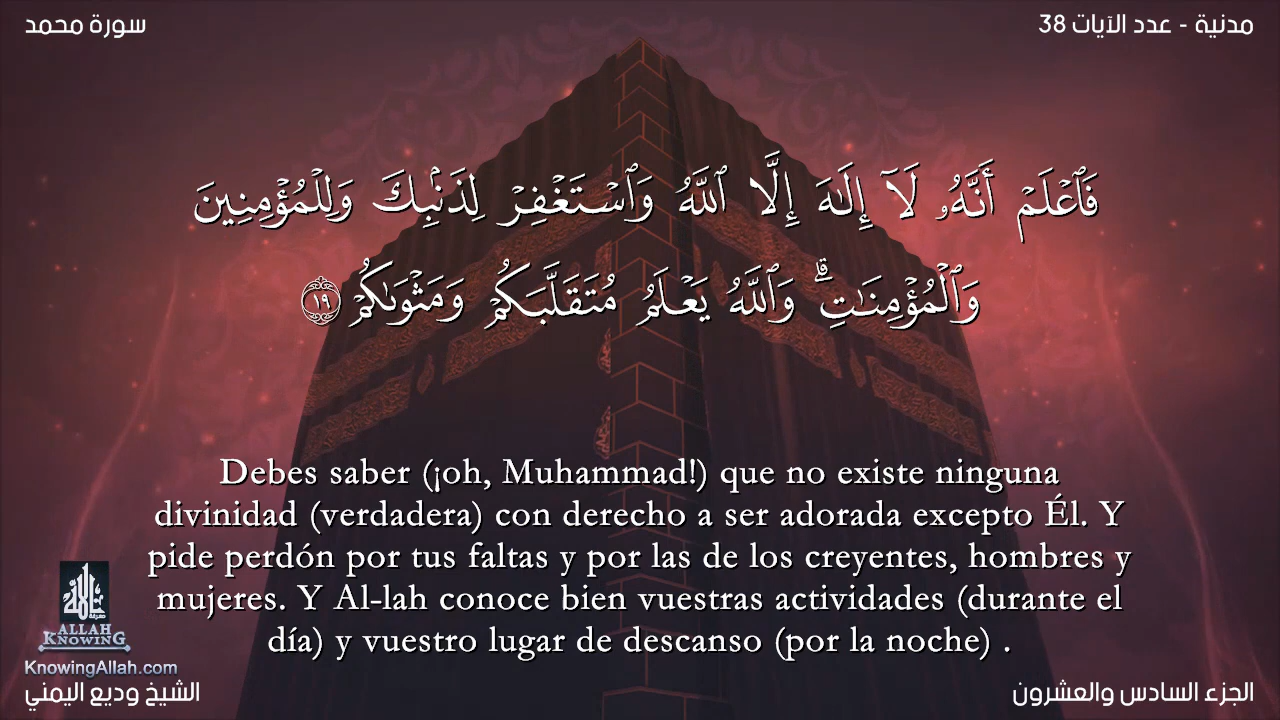 سورة محمد
مدنية - عدد الآيات 38
فَٱعۡلَمۡ أَنَّهُۥ لَآ إِلَٰهَ إِلَّا ٱللَّهُ وَٱسۡتَغۡفِرۡ لِذَنۢبِكَ وَلِلۡمُؤۡمِنِينَ
وَٱلۡمُؤۡمِنَٰتِۗ وَٱللَّهُ يَعۡلَمُ مُتَقَلَّبَكُمۡ وَمَثۡوَىٰكُمۡ ١٩
Debes saber (¡oh, Muhammad!) que no existe ninguna
divinidad (verdadera) con derecho a ser adorada excepto Él. Y
pide perdón por tus faltas y por las de los creyentes, hombres y
mujeres. Y Al-lah conoce bien vuestras actividades (durante el
día) y vuestro lugar de descanso (por la noche) .
ALLAH
KNOWING
KnowingAllah.com
الشيخ وديع اليمني
الجزء السادس والعشرون